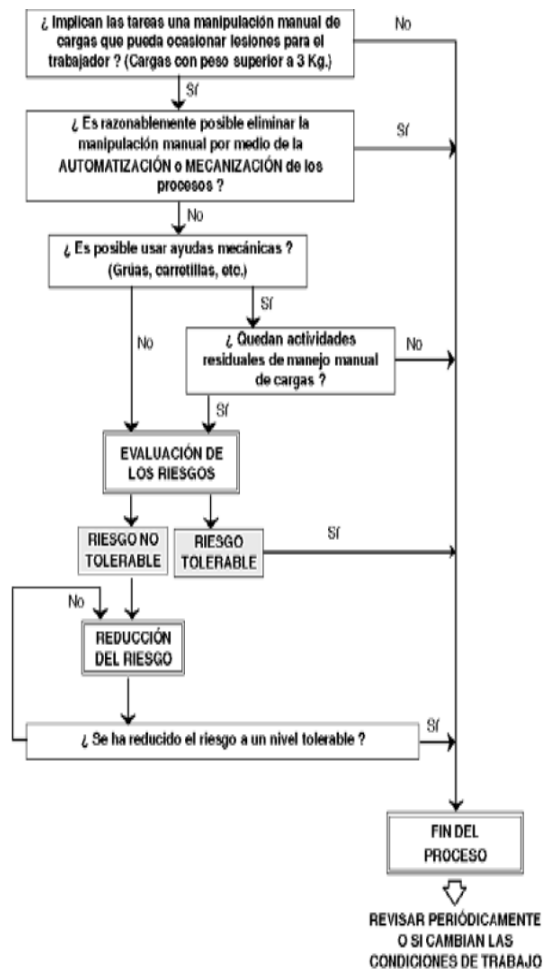 ¿ Implican las tareas una manipulación manual de
cargas que pueda ocasionar lesiones para el
trabajador ? (Cargas con peso superior a 3 Kg.)
No
Sí
¿ Es razonablemente posible eliminar la
manipulación manual por medio de la
AUTOMATIZACIÓN o MECANIZACIÓN de los
procesos ?
Sí
No
¿ Es posible usar ayudas mecánicas ?
(Grúas, carretillas, etc.)
Sí
No
¿ Quedan actividades
residuales de manejo manual
de cargas ?
No
Sí
EVALUACIÓN DE
LOS RIESGOS
RIESGO NO
TOLERABLE
RIESGO
TOLERABLE
Sí
No
REDUCCIÓN
DEL RIESGO
¿ Se ha reducido el riesgo a un nivel tolerable ?
Sí
FIN DEL
PROCESO
REVISAR PERIÓDICAMENTE
O SI CAMBIAN LAS
CONDICIONES DE TRABAJO